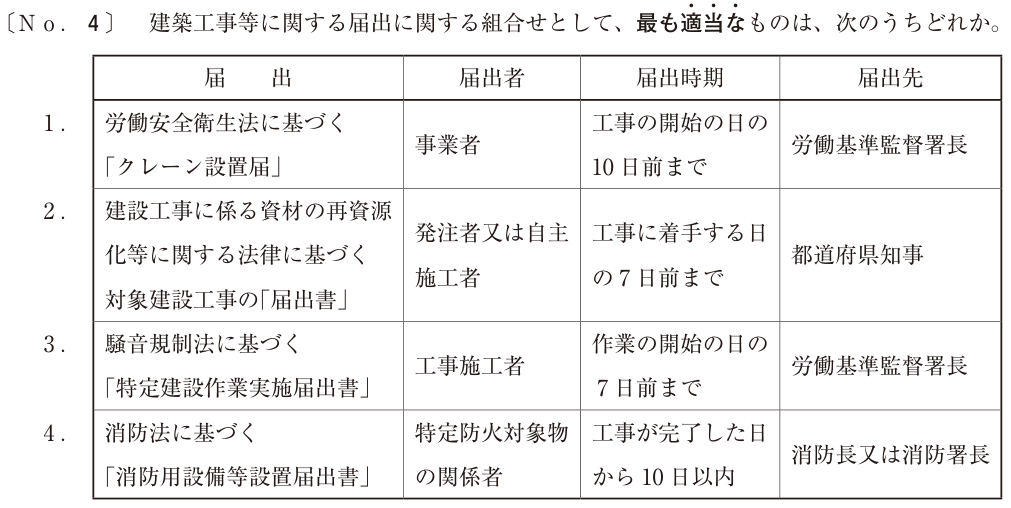 〔Ｎｏ．４〕　建築工事等に関する届出に関する組合せとして、最も適当なものは、次のうちどれか。
届　　出　届出者　届出時期　届出先
１．労働安全衛生法に基づく
「クレーン設置届」
事業者
工事の開始の日の
10日前まで
労働基準監督署長
２．建設工事に係る資材の再資源
化等に関する法律に基づく
対象建設工事の「届出書」
発注者又は自主
施工者
工事に着手する日
の７日前まで
都道府県知事
３．騒音規制法に基づく
「特定建設作業実施届出書」
工事施工者
作業の開始の日の
７日前まで
労働基準監督署長
４．消防法に基づく
「消防用設備等設置届出書」
特定防火対象物
の関係者
工事が完了した日
から10日以内
消防長又は消防署長